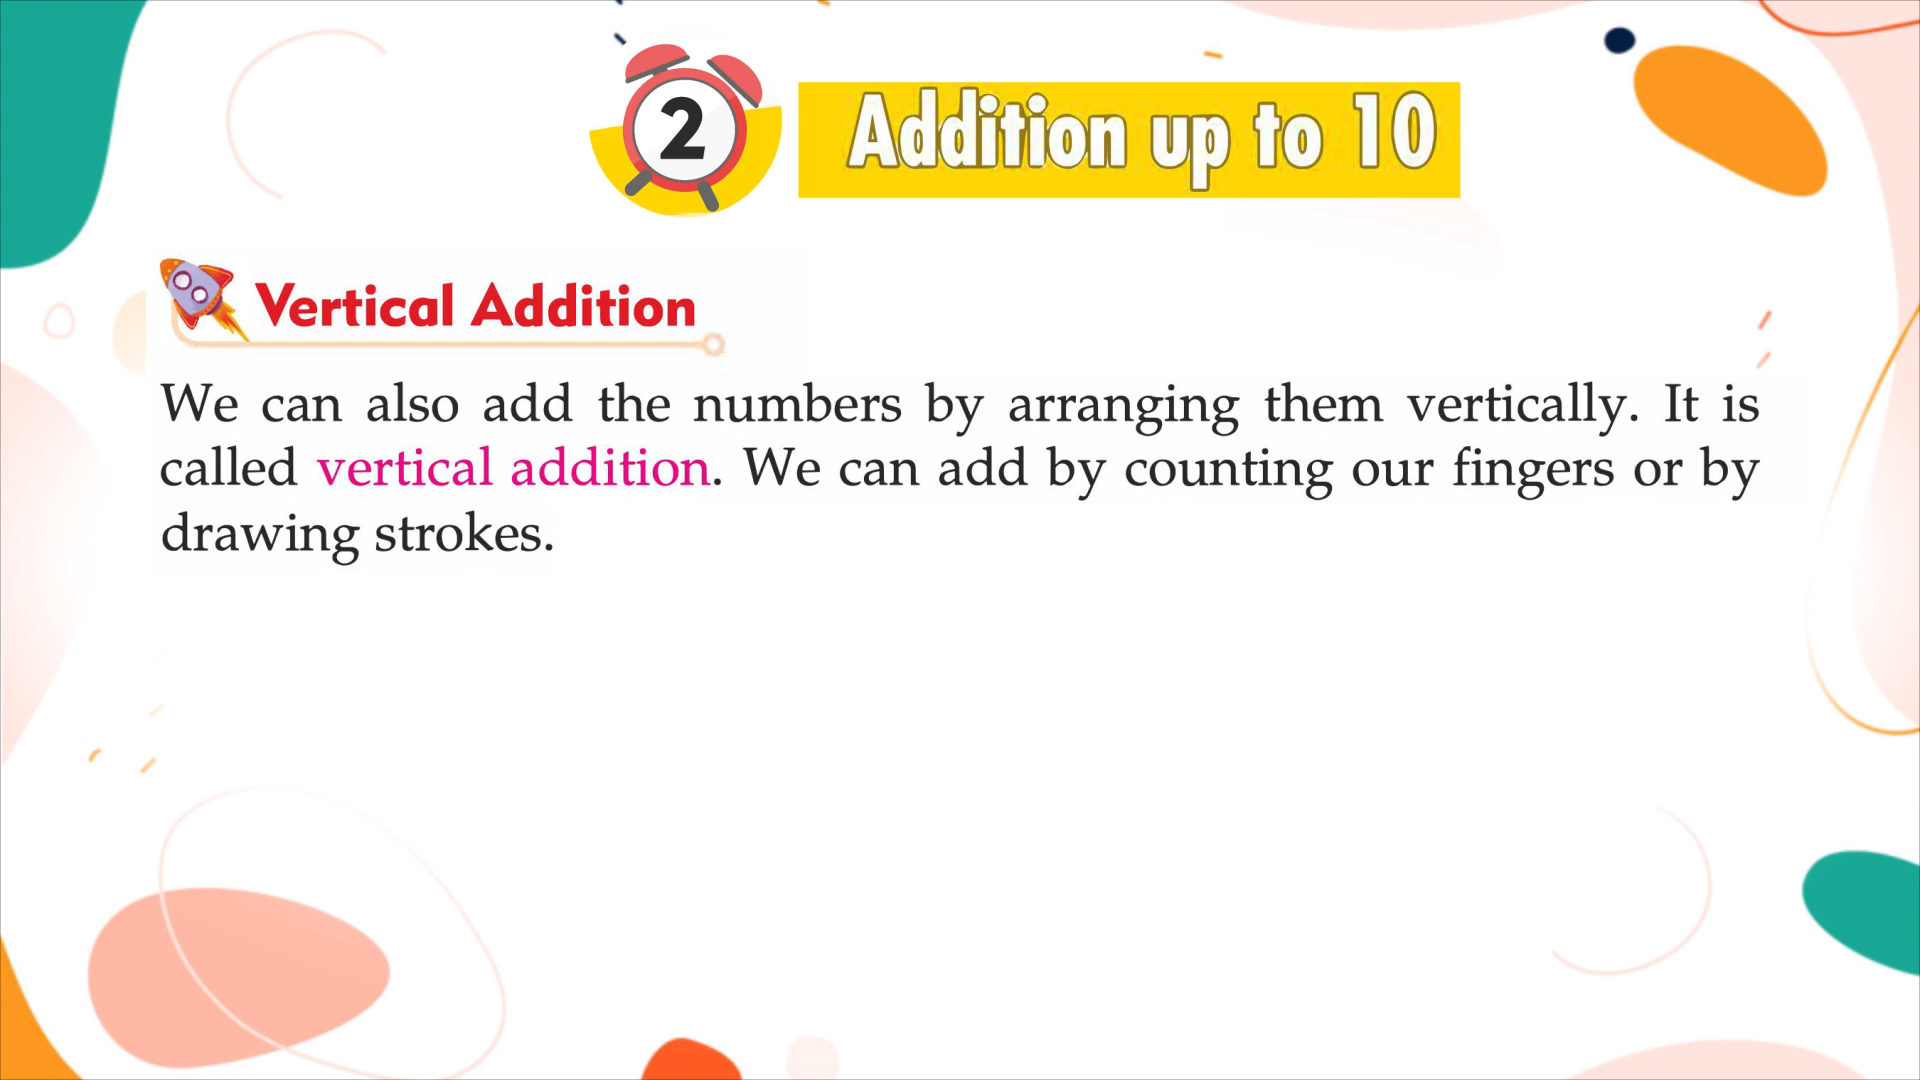 2
Addition up to 10
Vertical Addition
We can also add the numbers by arranging them vertically. It is
called vertical addition. We can add by counting our fingers or by
drawing strokes.